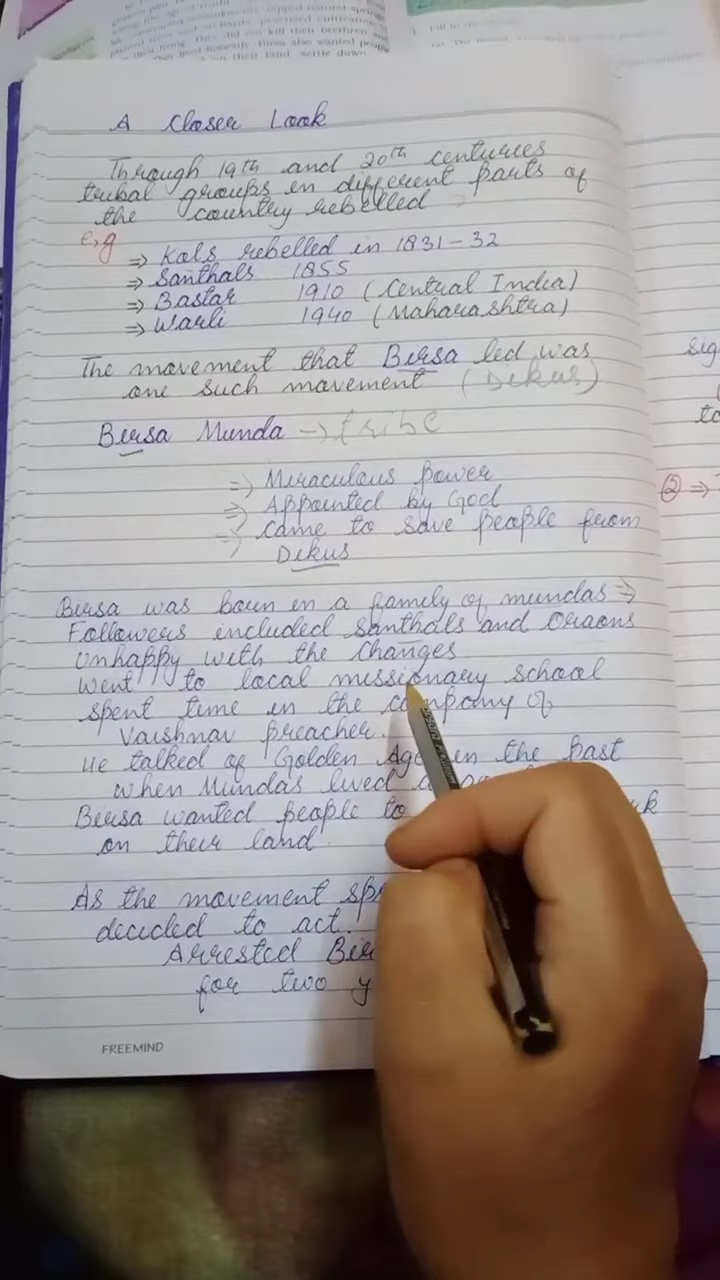 A Closer Look
Through 19th and 20th centuries
tribal groups in different parts of
the country rebelled
e.g
⇒ Kols rebelled in 1831-32
⇒ Santhals 1855
⇒ Bastar 1910 (Central India)
⇒ Warli 1940 (Maharashtra)
The movement that Birsa led was
one such movement (Dikus)
Birsa Munda → tribe
⇒ Miraculous power
⇒ Appointed by God
⇒ Came to save people from
Dikus
Birsa was born in a family of mundas ⇒
Followers included Santhals and Oraons
Unhappy with the Changes
Went to local missionary school
spent time in the company of
Vaishnav preacher.
He talked of Golden Age in the past
when Mundas lived a
Birsa wanted people to
on their land.
As the movement
decided to act.
Arrested
for two
FREEMIND
sig
to
② ⇒